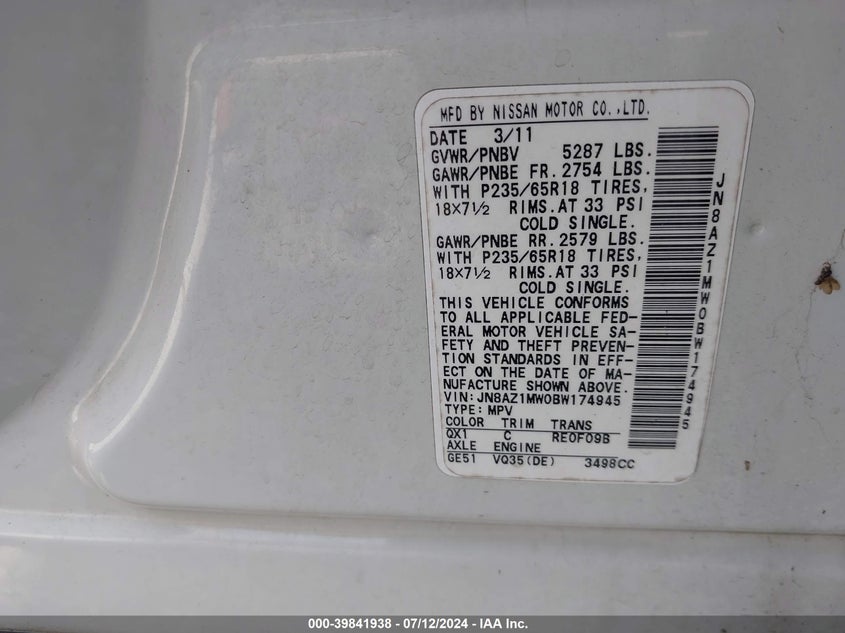 MFD BY NISSAN MOTOR CO.,LTD.
DATE 3/11
GVWR/PNBV 5287 LBS.
GAWR/PNBE FR. 2754 LBS.
WITH P235/65R18 TIRES,
18X7½ RIMS. AT 33 PSI
COLD SINGLE.
GAWR/PNBE RR. 2579 LBS.
WITH P235/65R18 TIRES,
18X7½ RIMS. AT 33 PSI
COLD SINGLE.
THIS VEHICLE CONFORMS
TO ALL APPLICABLE FED-
ERAL MOTOR VEHICLE SA-
FETY AND THEFT PREVEN-
TION STANDARDS IN EFF-
ECT ON THE DATE OF MA-
NUFACTURE SHOWN ABOVE.
VIN: JN8AZ1MW0BW174945
TYPE: MPV
COLOR TRIM TRANS
QX1 C RE0F09B
AXLE ENGINE
GE51 VQ35(DE) 3498CC
JN8AZ1MW0BW174945
000-39841938 - 07/12/2024 - IAA Inc.